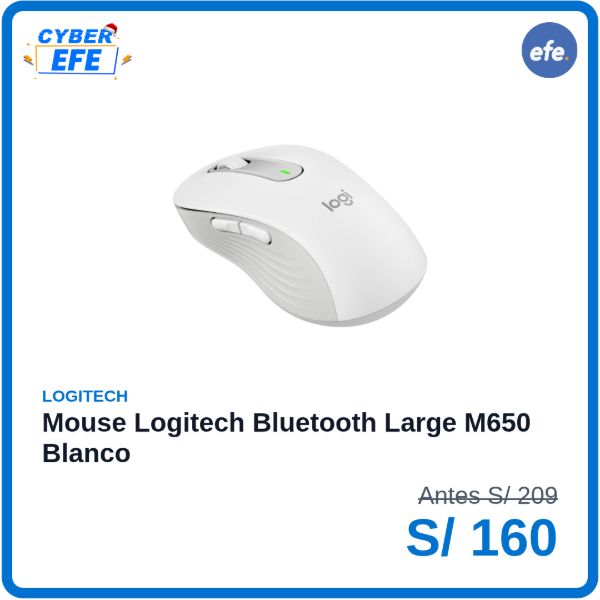 CYBER
EFE
efe.
logi
LOGITECH
Mouse Logitech Bluetooth Large M650
Blanco
Antes S/ 209
S/ 160